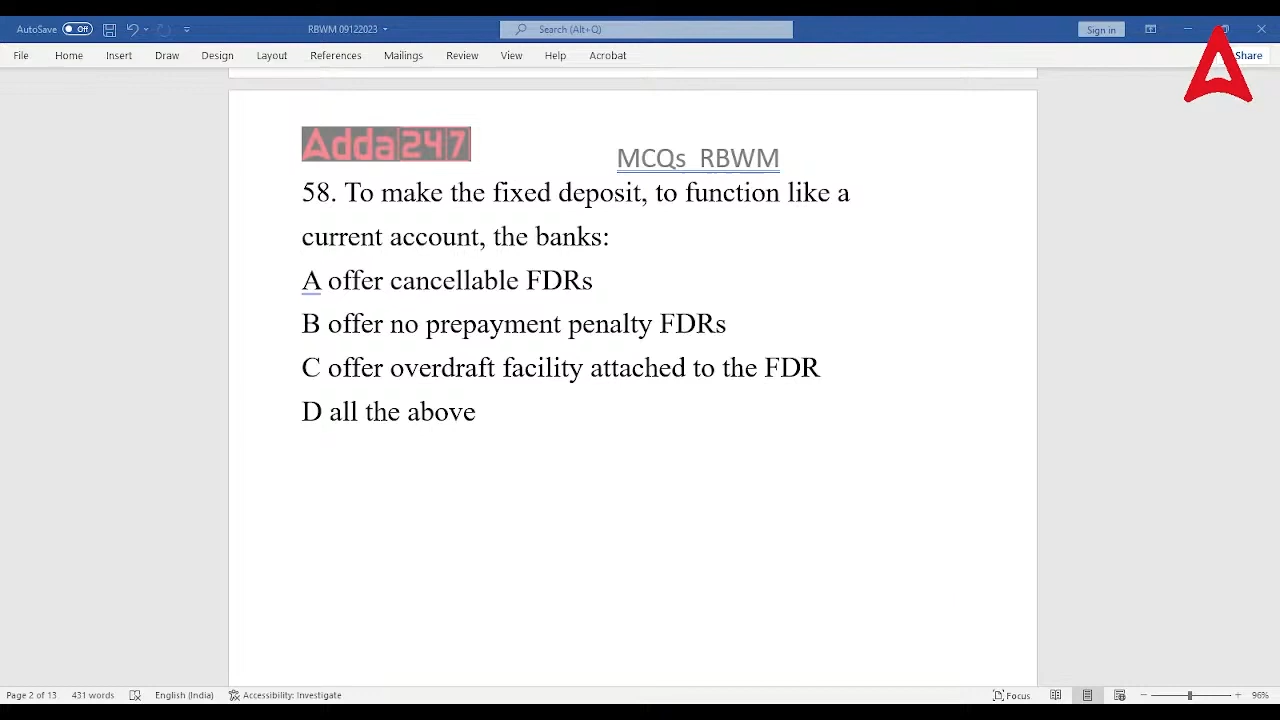 AutoSave Off RBWM 09122023 Search (Alt+Q) Sign in
File Home Insert Draw Design Layout References Mailings Review View Help Acrobat Share
Adda 247
MCQs RBWM
58. To make the fixed deposit, to function like a
current account, the banks:
A offer cancellable FDRs
B offer no prepayment penalty FDRs
C offer overdraft facility attached to the FDR
D all the above
Page 2 of 13 431 words English (India) Accessibility: Investigate Focus 96%